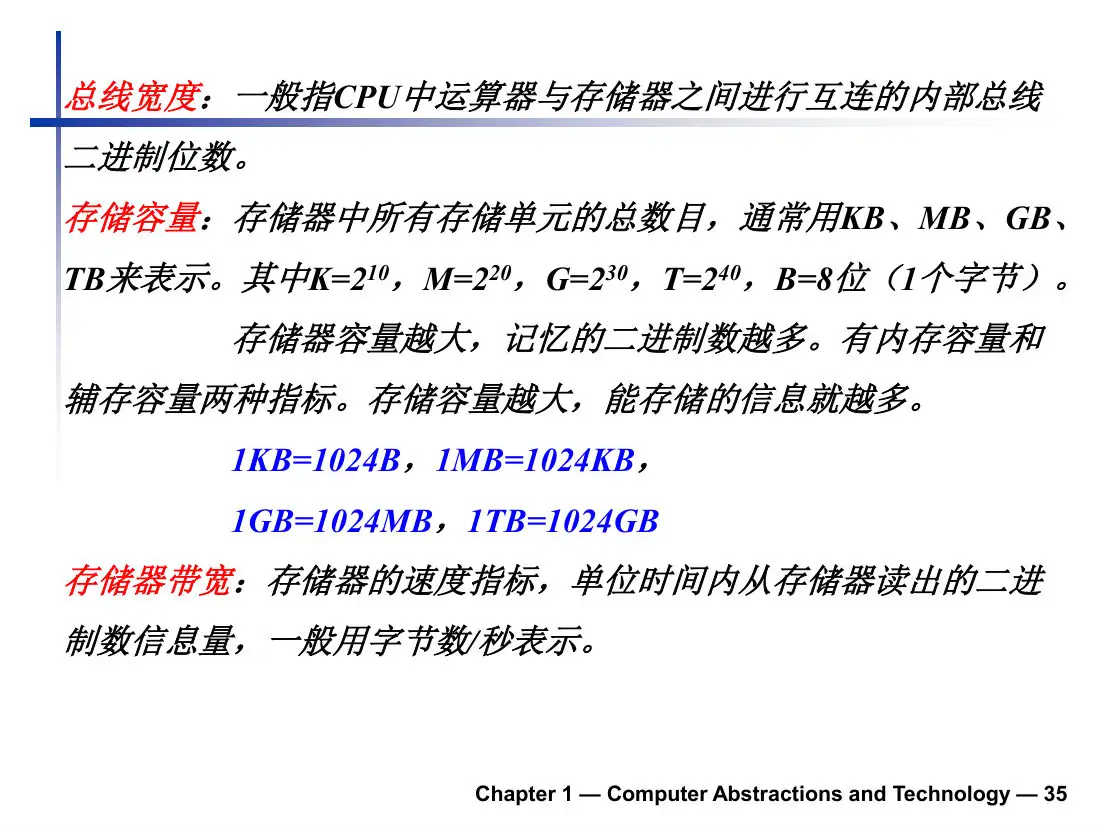 总线宽度：一般指CPU中运算器与存储器之间进行互连的内部总线
二进制位数。
存储容量：存储器中所有存储单元的总数目，通常用KB、MB、GB、
TB来表示。其中K=2¹⁰，M=2²⁰，G=2³⁰，T=2⁴⁰，B=8位（1个字节）。
存储器容量越大，记忆的二进制数越多。有内存容量和
辅存容量两种指标。存储容量越大，能存储的信息就越多。
1KB=1024B，1MB=1024KB，
1GB=1024MB，1TB=1024GB
存储器带宽：存储器的速度指标，单位时间内从存储器读出的二进
制数信息量，一般用字节数/秒表示。
Chapter 1 — Computer Abstractions and Technology — 35